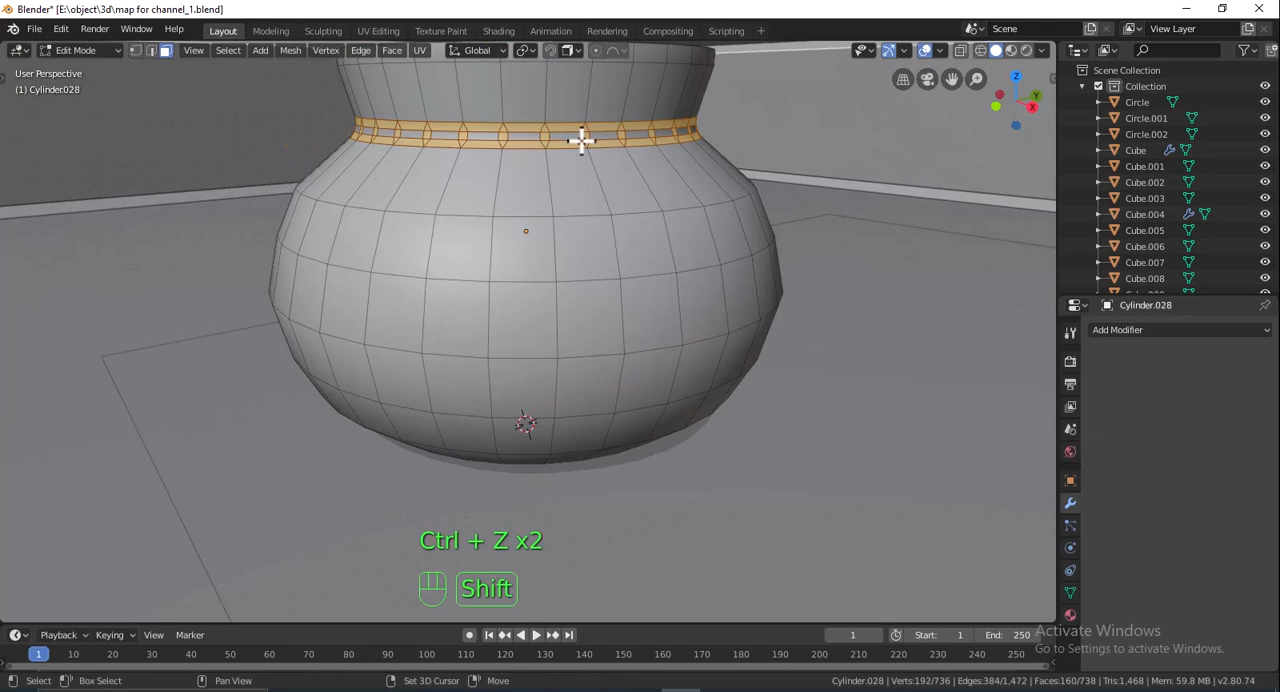 Blender* [E:\object\3d\map for channel_1.blend]
File Edit Render Window Help Layout Modeling Sculpting UV Editing Texture Paint Shading Animation Rendering Compositing Scripting + Scene View Layer
Edit Mode View Select Add Mesh Vertex Edge Face UV Global
User Perspective
(1) Cylinder.028
Z
Y
X
Scene Collection
Collection
Circle
Circle.001
Circle.002
Cube
Cube.001
Cube.002
Cube.003
Cube.004
Cube.005
Cube.006
Cube.007
Cube.008
Cylinder.028
Add Modifier
Ctrl + Z x2
Shift
Activate Windows
Go to Settings to activate Windows.
Playback Keying View Marker 1 Start: 1 End: 250
1 10 20 30 40 50 60 70 80 90 100 110 120 130 140 150 160 170 180 190 200 210 220 230 240 250
Select Box Select Pan View Set 3D Cursor Move Cylinder.028 | Verts:192/736 | Edges:384/1,472 | Faces:160/738 | Tris:1,468 | Mem: 59.8 MB | v2.80.74